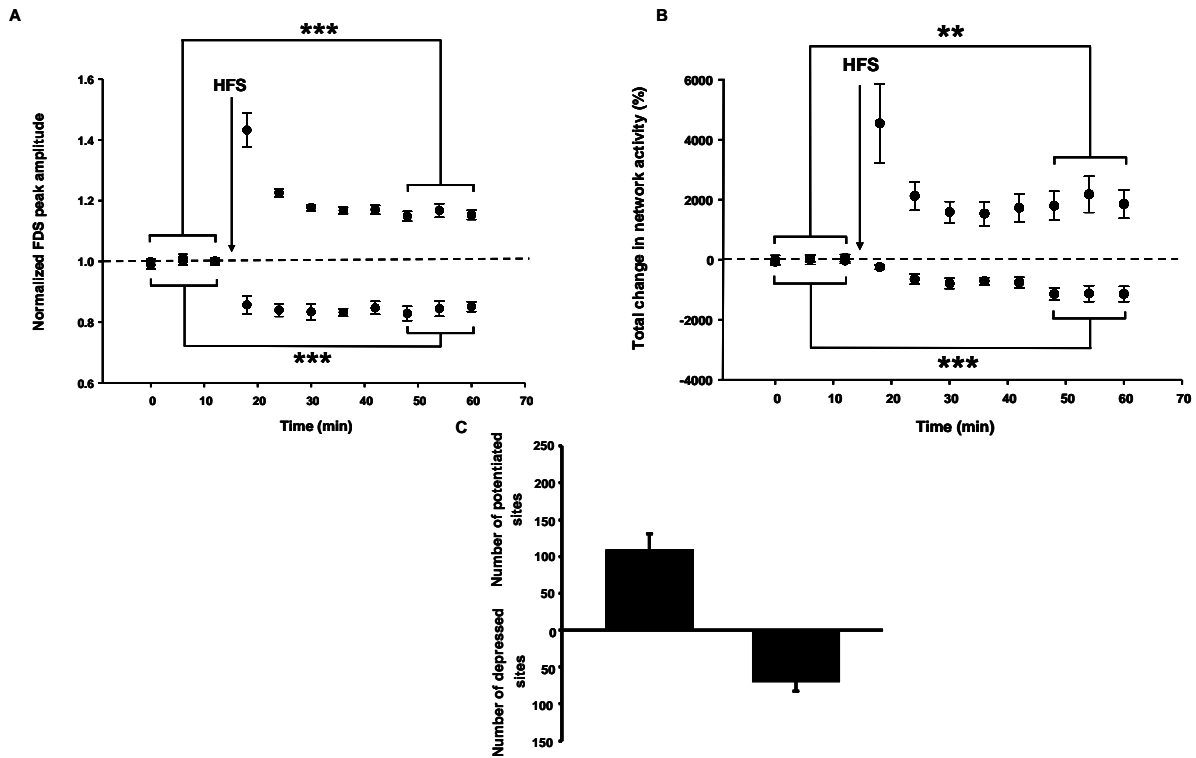 A
***
HFS
Normalized FDS peak amplitude
1.6
1.4
1.2
1.0
0.8
0.6
***
0 10 20 30 40 50 60 70
Time (min)
B
**
HFS
Total change in network activity (%)
6000
4000
2000
0
-2000
-4000
***
0 10 20 30 40 50 60 70
Time (min)
C
Number of potentiated
sites
Number of depressed
sites
250
200
150
100
50
0
50
100
150